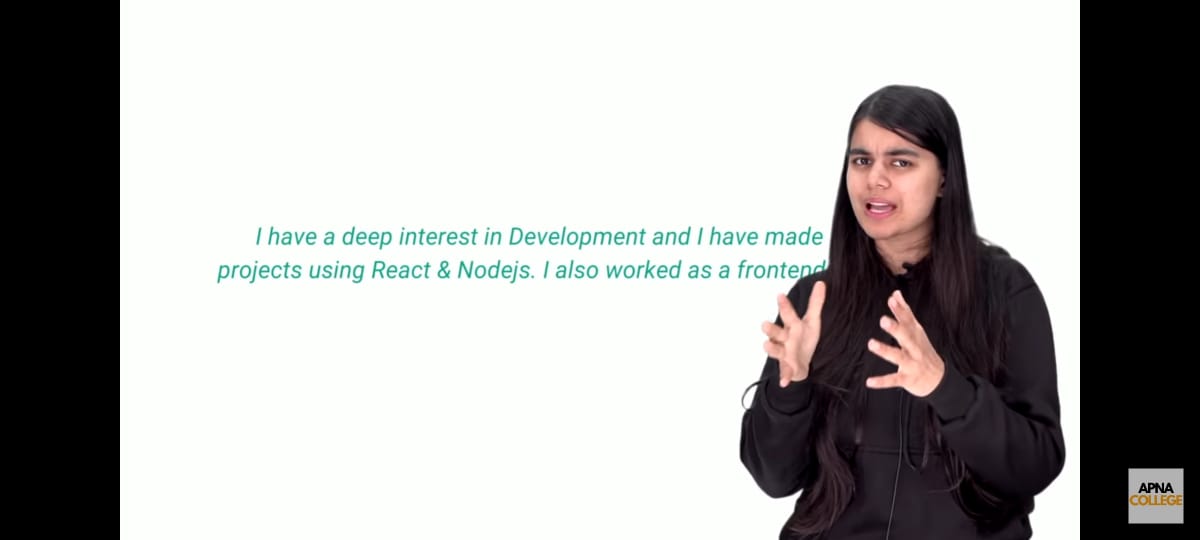 I have a deep interest in Development and I have made
projects using React & Nodejs. I also worked as a frontend
APNA
COLLEGE